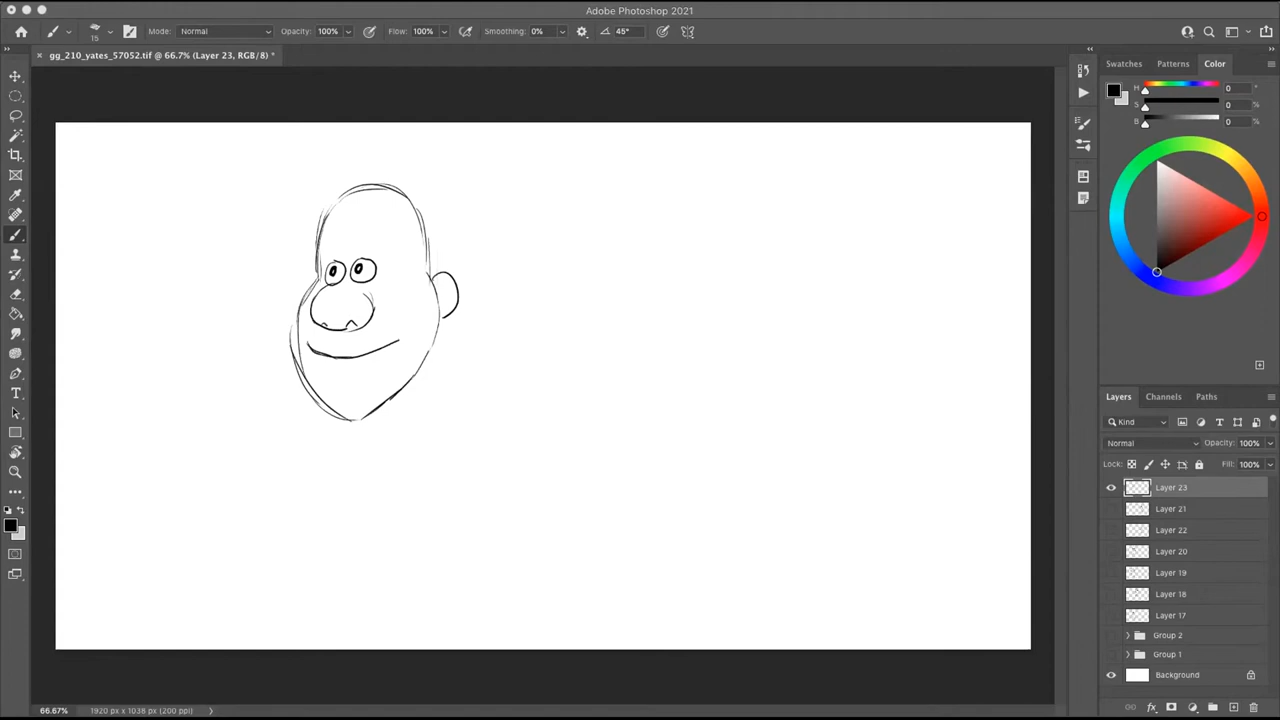 Adobe Photoshop 2021
15 Mode: Normal Opacity: 100% Flow: 100% Smoothing: 0% 45°
gg_210_yates_57052.tif @ 66.7% (Layer 23, RGB/8) *
Swatches Patterns Color
H 0 °
S 0 %
B 0 %
Layers Channels Paths
Kind
Normal Opacity: 100%
Lock: Fill: 100%
Layer 23
Layer 21
Layer 22
Layer 20
Layer 19
Layer 18
Layer 17
Group 2
Group 1
Background
fx
66.67% 1920 px x 1038 px (200 ppi)